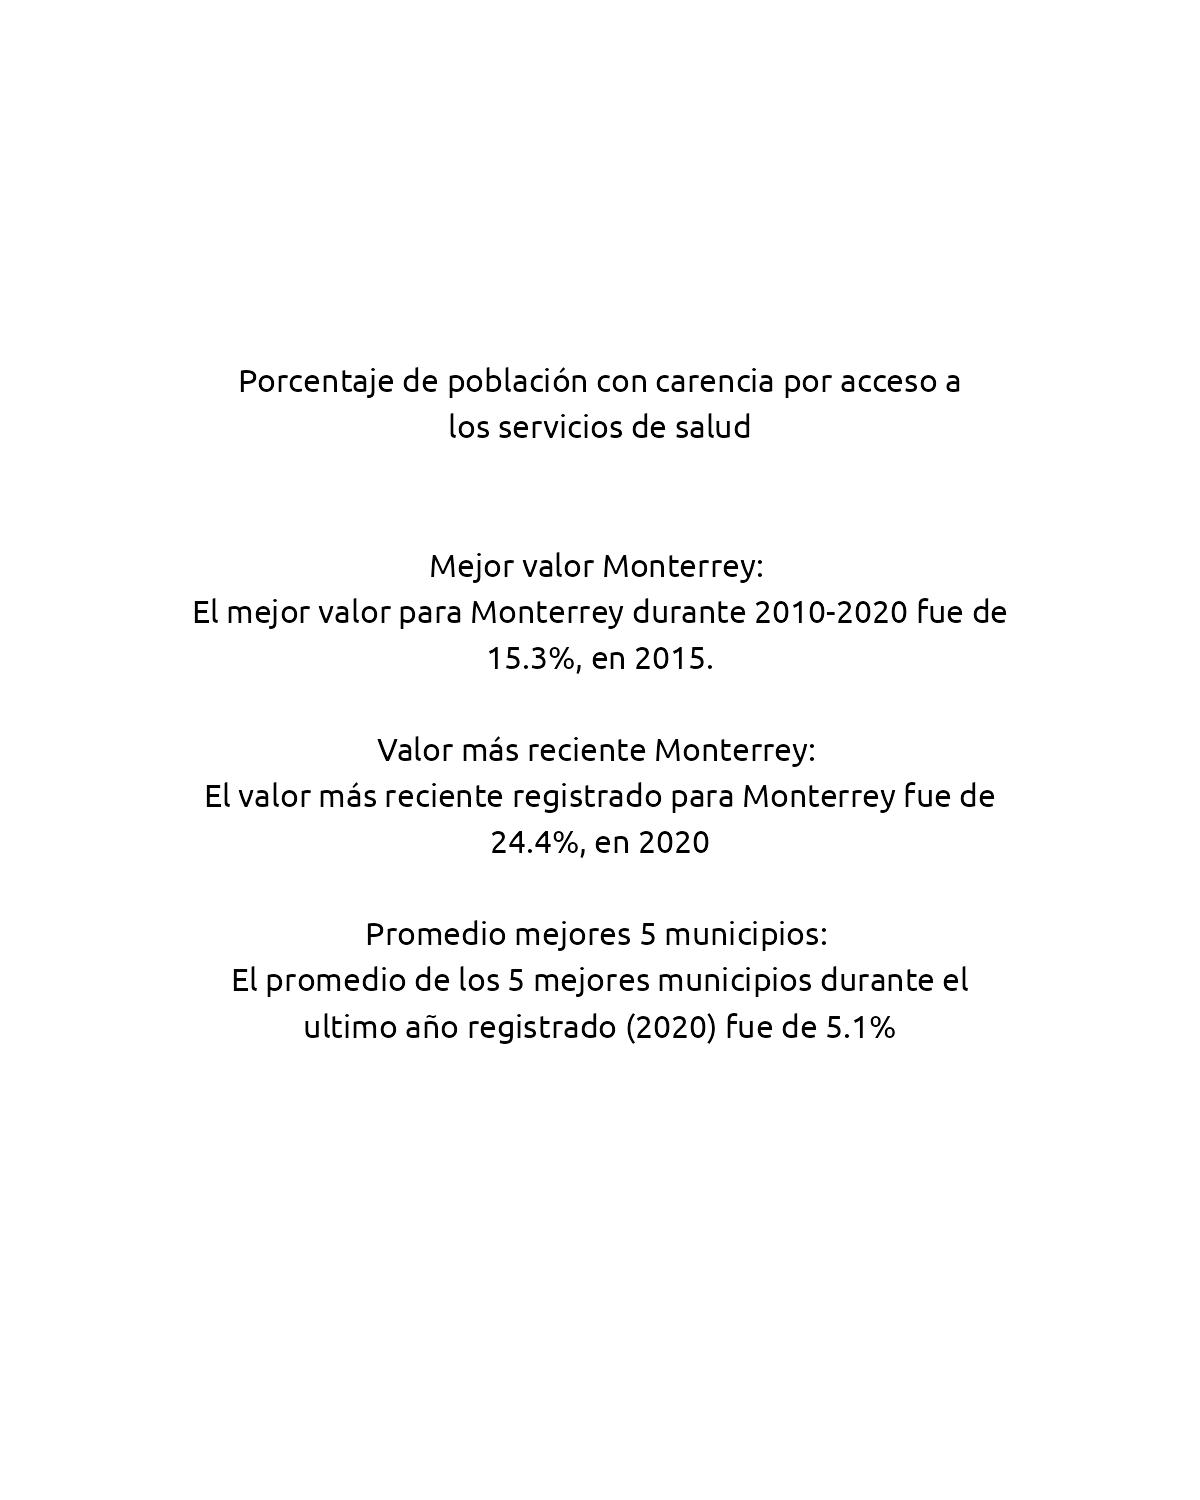 Porcentaje de población con carencia por acceso a
los servicios de salud
Mejor valor Monterrey:
El mejor valor para Monterrey durante 2010-2020 fue de
15.3%, en 2015.
Valor más reciente Monterrey:
El valor más reciente registrado para Monterrey fue de
24.4%, en 2020
Promedio mejores 5 municipios:
El promedio de los 5 mejores municipios durante el
ultimo año registrado (2020) fue de 5.1%